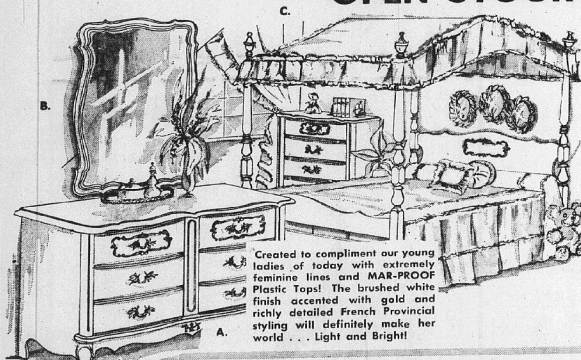 OPEN STOUR
C.
B.
Created to compliment our young
ladies of today with extremely
feminine lines and MAR-PROOF
Plastic Tops! The brushed white
finish accented with gold and
richly detailed French Provincial
styling will definitely make her
world . . . Light and Bright!
A.